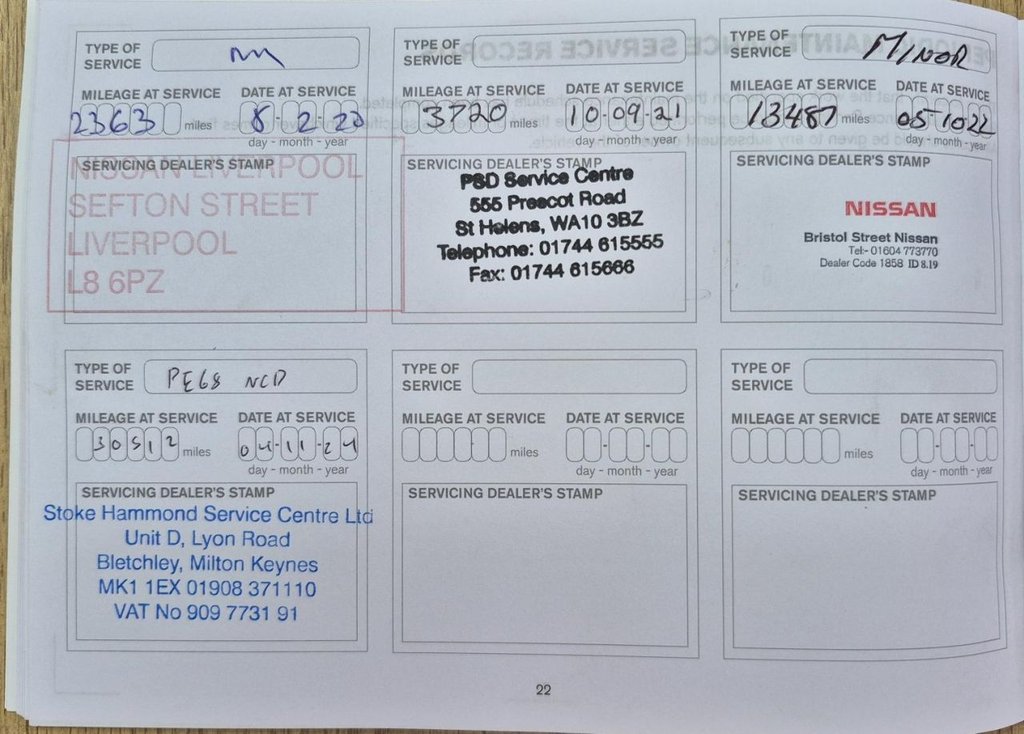 TYPE OF SERVICE M
MILEAGE AT SERVICE DATE AT SERVICE
2363 miles 8-2-20
day - month - year
SERVICING DEALER'S STAMP
NISSAN LIVERPOOL
SEFTON STREET
LIVERPOOL
L8 6PZ
TYPE OF SERVICE
MILEAGE AT SERVICE DATE AT SERVICE
3720 miles 10-09-21
day - month - year
SERVICING DEALER'S STAMP
PSD Service Centre
555 Prescot Road
St Helens, WA10 3BZ
Telephone: 01744 615555
Fax: 01744 615666
TYPE OF SERVICE MINOR
MILEAGE AT SERVICE DATE AT SERVICE
13487 miles 05-1022
day - month - year
SERVICING DEALER'S STAMP
NISSAN
Bristol Street Nissan
Tel:- 01604 773770
Dealer Code 1858 ID 8.19
TYPE OF SERVICE PE68 NCD
MILEAGE AT SERVICE DATE AT SERVICE
30512 miles 04-11-24
day - month - year
SERVICING DEALER'S STAMP
Stoke Hammond Service Centre Ltd
Unit D, Lyon Road
Bletchley, Milton Keynes
MK1 1EX 01908 371110
VAT No 909 7731 91
TYPE OF SERVICE
MILEAGE AT SERVICE DATE AT SERVICE
miles
day - month - year
SERVICING DEALER'S STAMP
TYPE OF SERVICE
MILEAGE AT SERVICE DATE AT SERVICE
miles
day - month - year
SERVICING DEALER'S STAMP
22